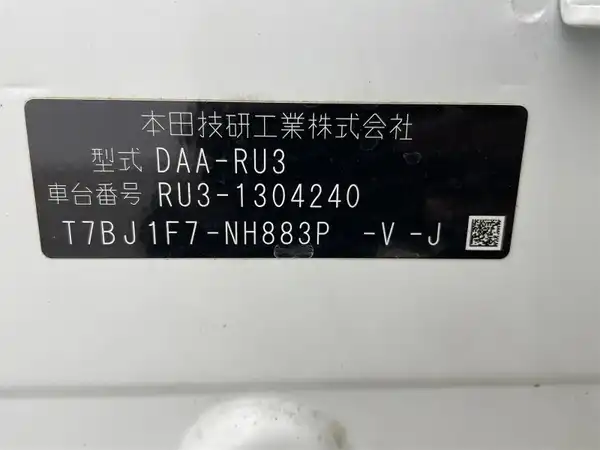 本田技研工業株式会社
型式 DAA-RU3
車台番号 RU3-1304240
T7BJ1F7-NH883P -V -J